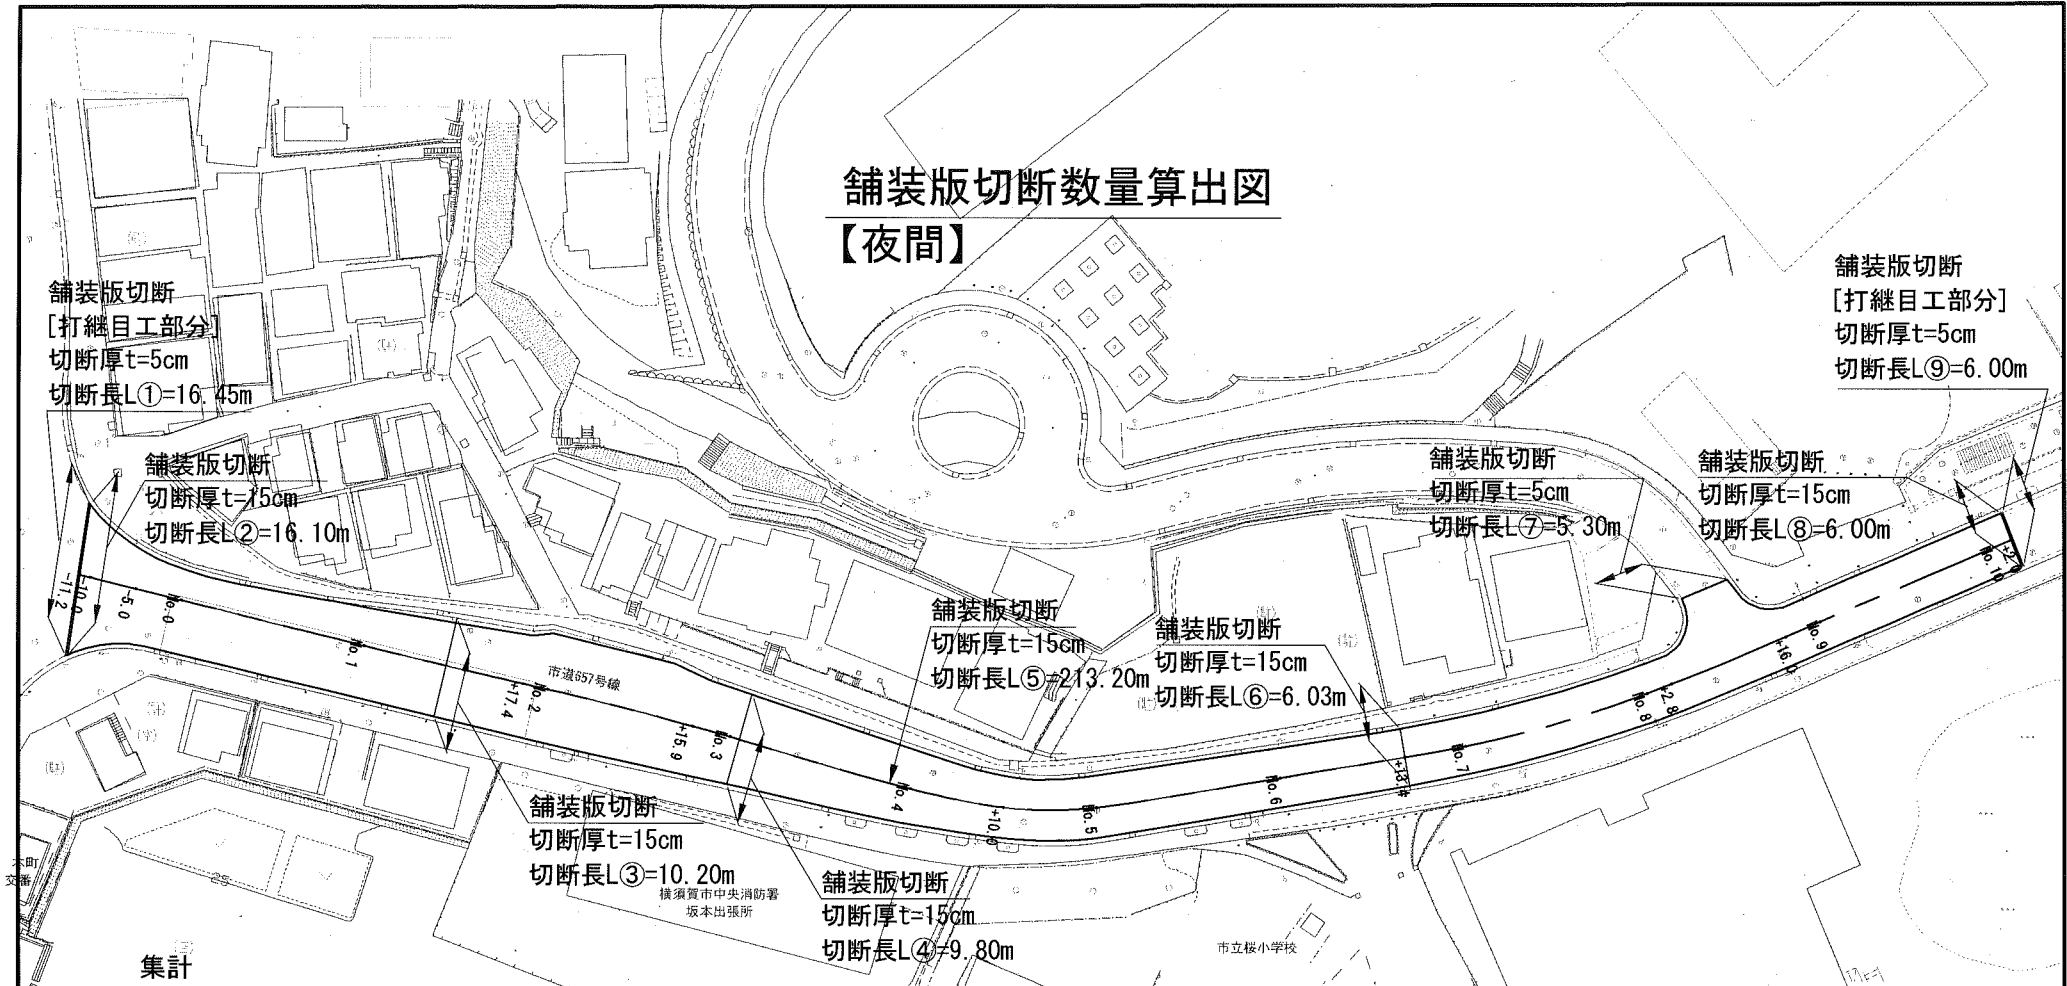 舗装版切断数量算出図
【夜間】
舗装版切断
[打継目工部分]
切断厚t=5cm
切断長L①=16.45m
舗装版切断
切断厚t=15cm
切断長L②=16.10m
舗装版切断
切断厚t=15cm
切断長L③=10.20m
舗装版切断
切断厚t=15cm
切断長L④=9.80m
舗装版切断
切断厚t=15cm
切断長L⑤=213.20m
舗装版切断
切断厚t=15cm
切断長L⑥=6.03m
舗装版切断
切断厚t=5cm
切断長L⑦=5.30m
舗装版切断
切断厚t=15cm
切断長L⑧=6.00m
舗装版切断
[打継目工部分]
切断厚t=5cm
切断長L⑨=6.00m
-11.2
-10.0
-5.0
No.0
No.1
+17.4
No.2
+15.9
No.3
No.4
No.5
No.6
No.7
No.8
+2.8
No.9
No.10
市道657号線
横須賀市中央消防署
坂本出張所
市立桜小学校
交番
集計